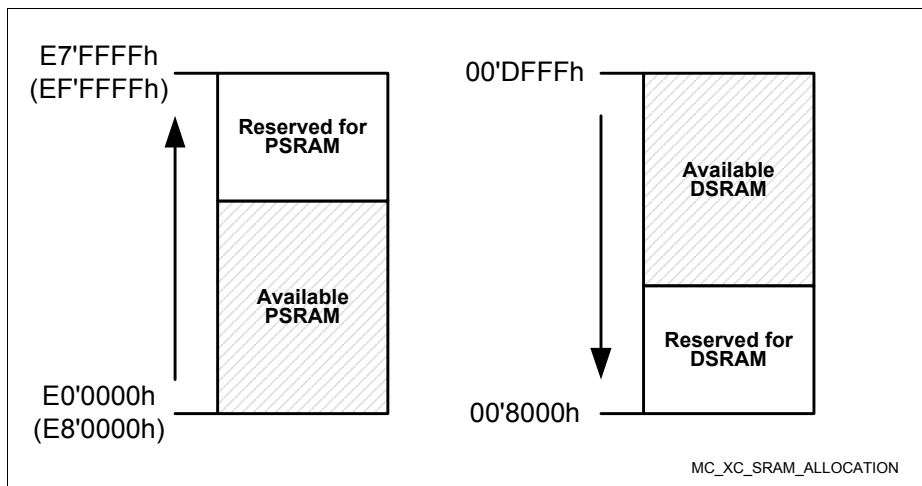 E7'FFFFh
(EF'FFFFh)
Reserved for
PSRAM
Available
PSRAM
E0'0000h
(E8'0000h)
00'DFFFh
Available
DSRAM
Reserved for
DSRAM
00'8000h
MC_XC_SRAM_ALLOCATION